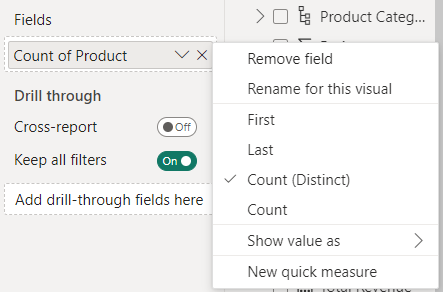 Fields
Count of Product
Drill through
Cross-report
Off
Keep all filters
On
Add drill-through fields here
Product Categ...
Remove field
Rename for this visual
First
Last
Count (Distinct)
Count
Show value as
New quick measure
Total Revenue